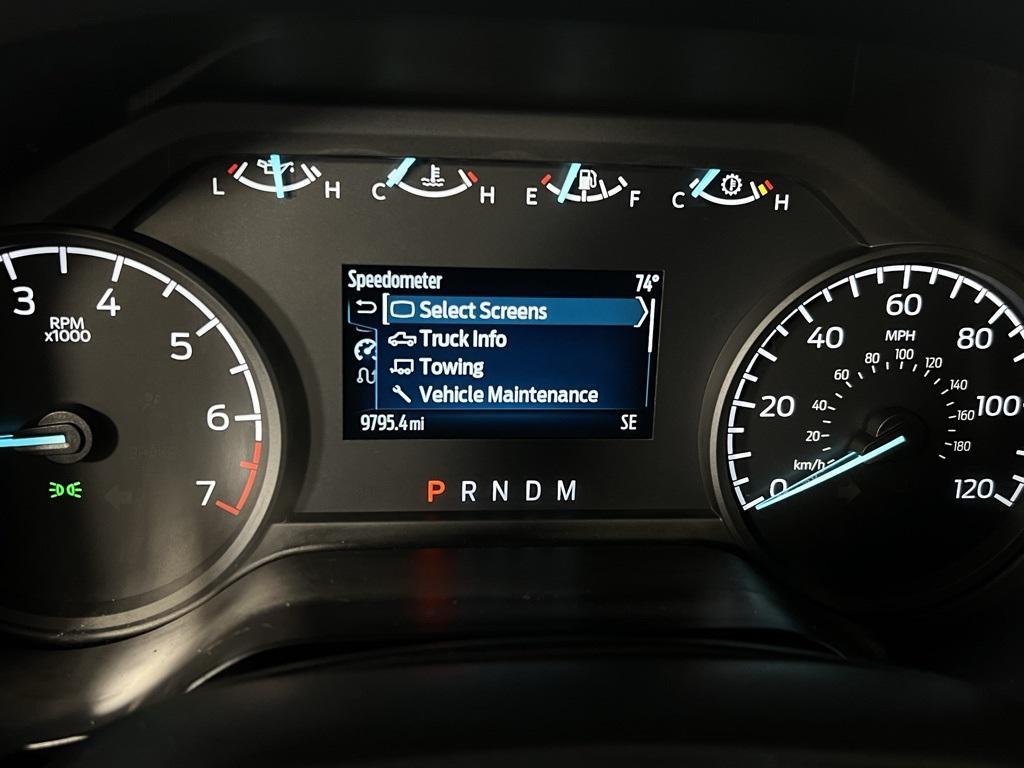 L H
C H
E F
C H
3
4
5
6
7
RPM
x1000
Speedometer 74°
Select Screens
Truck Info
Towing
Vehicle Maintenance
9795.4 mi SE
P R N D M
0
20
40
60
80
100
120
MPH
20
40
60
80
100
120
140
160
180
km/h